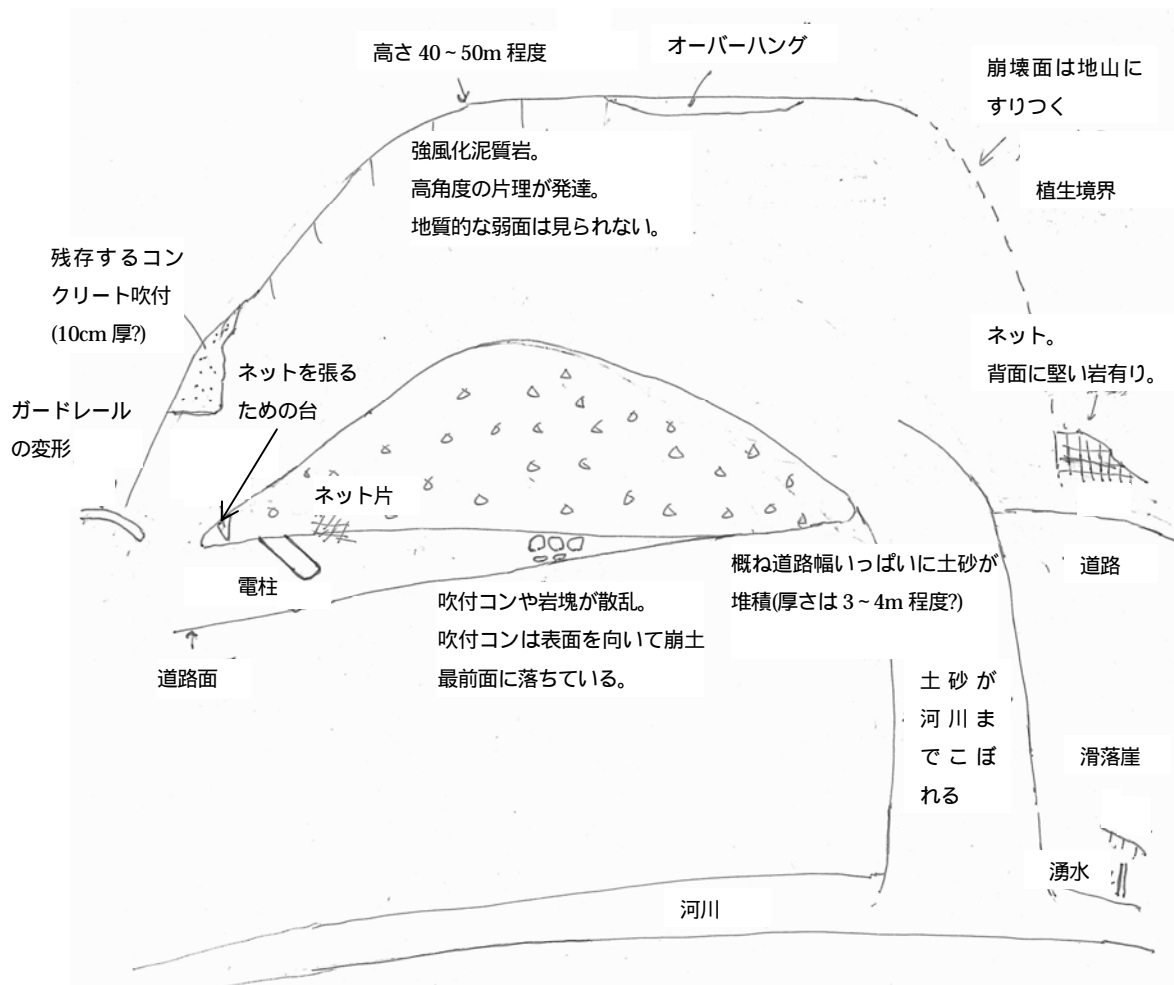 高さ 40~50m 程度
オーバーハング
崩壊面は地山に
すりつく
強風化泥質岩。
高角度の片理が発達。
地質的な弱面は見られない。
植生境界
残存するコン
クリート吹付
(10cm 厚?)
ネットを張る
ための台
ネット。
背面に堅い岩有り。
ガードレール
の変形
ネット片
電柱
概ね道路幅いっぱいに土砂が
堆積(厚さは 3~4m 程度?)
道路
吹付コンや岩塊が散乱。
吹付コンは表面を向いて崩土
最前面に落ちている。
道路面
土砂が
河川ま
でこぼ
れる
滑落崖
湧水
河川